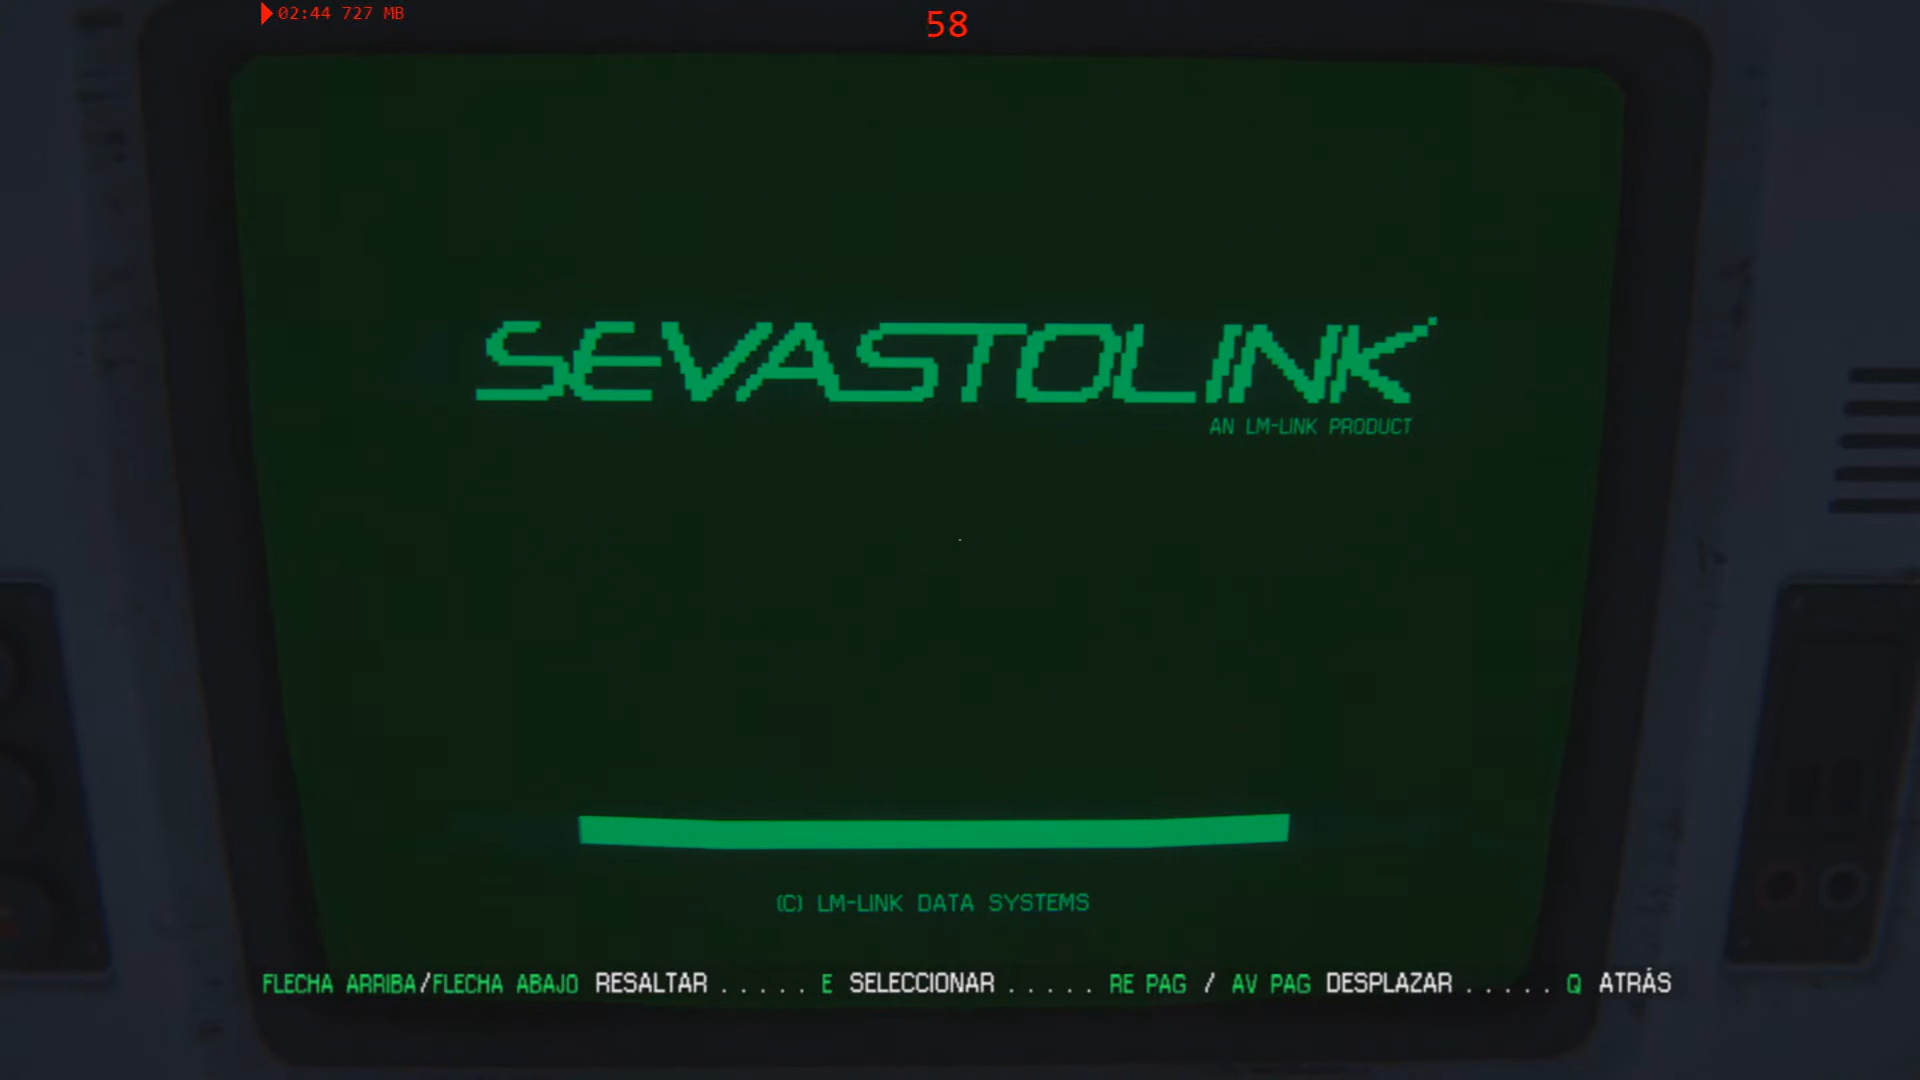 02:44 727 MB
58
SEVASTOLINK
AN LM-LINK PRODUCT
(C) LM-LINK DATA SYSTEMS
FLECHA ARRIBA/FLECHA ABAJO RESALTAR ..... E SELECCIONAR ..... RE PAG / AV PAG DESPLAZAR ..... Q ATRÁS